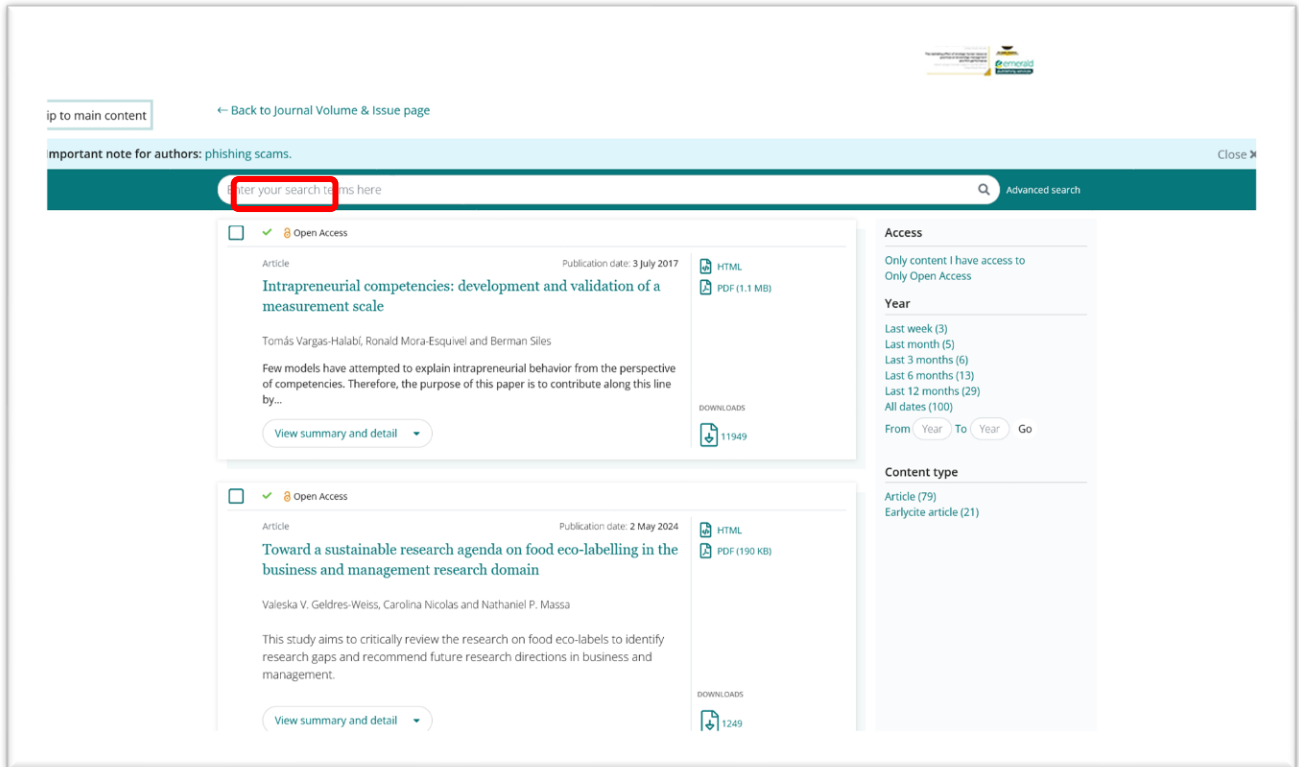 emerald
publishing services
ip to main content
← Back to Journal Volume & Issue page
mportant note for authors: phishing scams.
Close ×
Enter your search terms here
Advanced search
Open Access
Article
Publication date: 3 July 2017
Intrapreneurial competencies: development and validation of a
measurement scale
Tomás Vargas-Halabí, Ronald Mora-Esquivel and Berman Siles
Few models have attempted to explain intrapreneurial behavior from the perspective
of competencies. Therefore, the purpose of this paper is to contribute along this line
by...
View summary and detail
HTML
PDF (1.1 MB)
DOWNLOADS
11949
Open Access
Article
Publication date: 2 May 2024
Toward a sustainable research agenda on food eco-labelling in the
business and management research domain
Valeska V. Geldres-Weiss, Carolina Nicolas and Nathaniel P. Massa
This study aims to critically review the research on food eco-labels to identify
research gaps and recommend future research directions in business and
management.
View summary and detail
HTML
PDF (190 KB)
DOWNLOADS
1249
Access
Only content I have access to
Only Open Access
Year
Last week (3)
Last month (5)
Last 3 months (6)
Last 6 months (13)
Last 12 months (29)
All dates (100)
From Year To Year Go
Content type
Article (79)
Earlycite article (21)